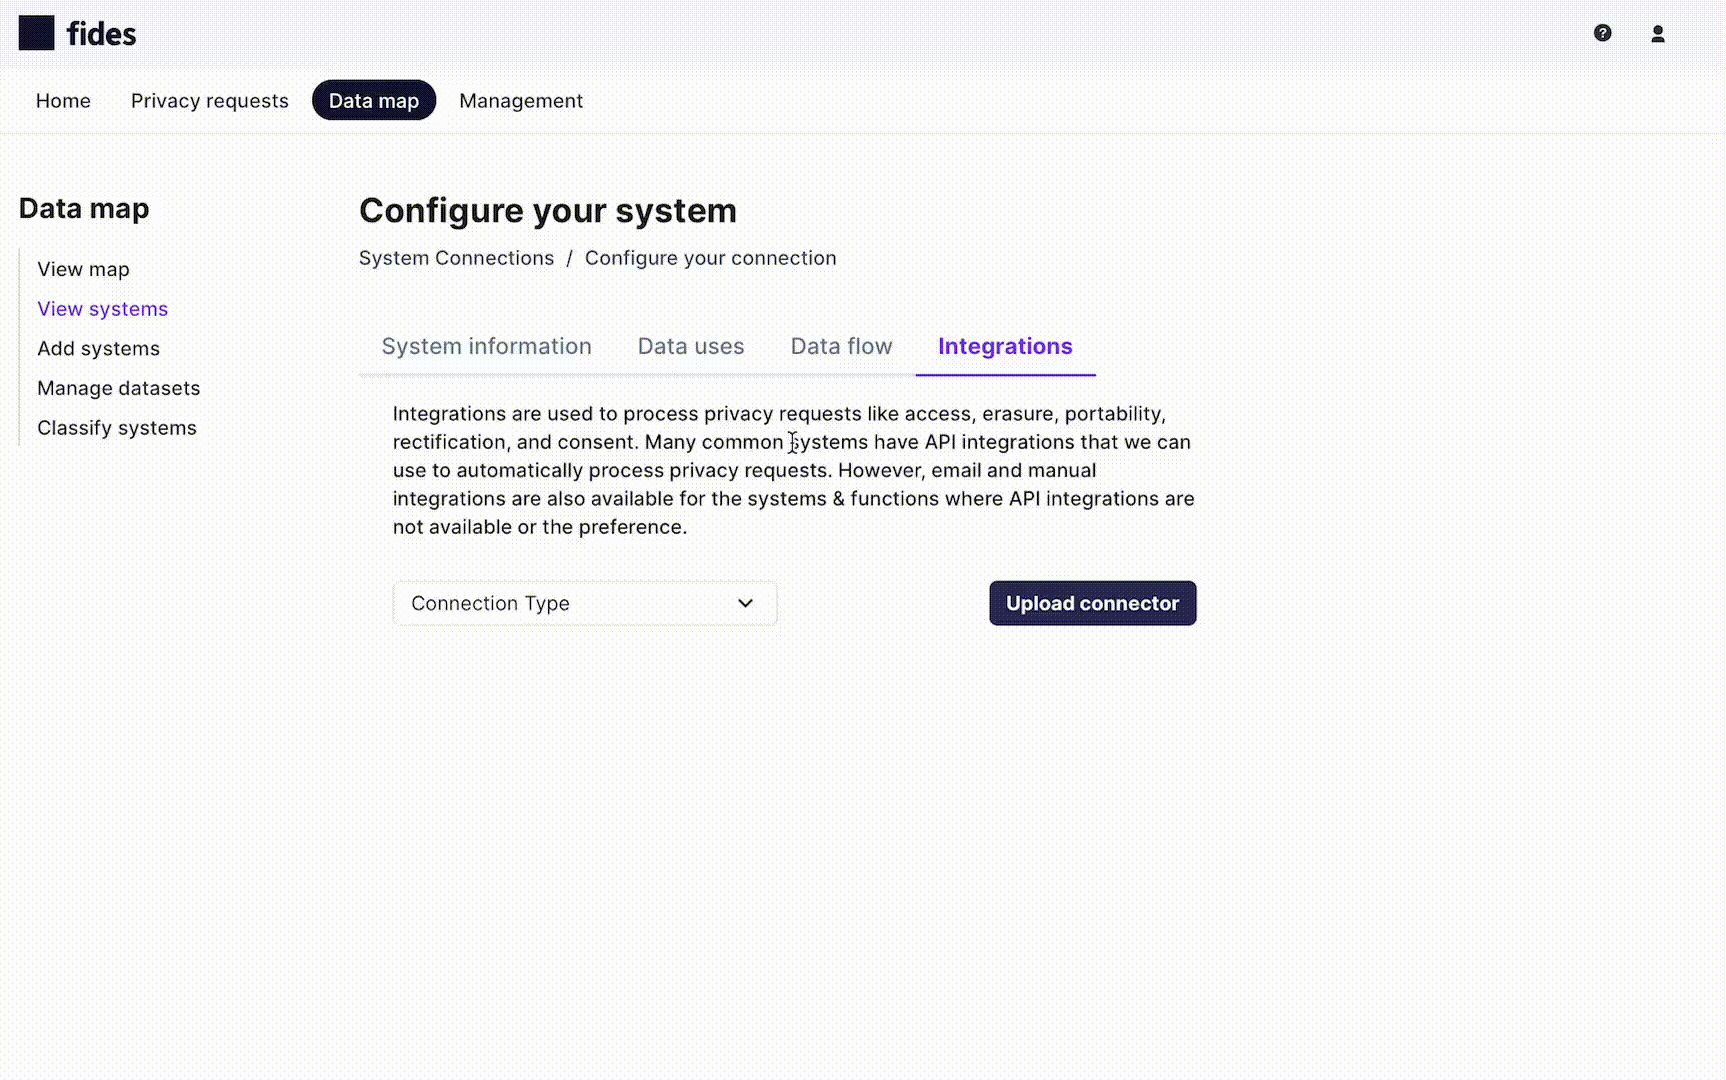 fides
?
Home Privacy requests Data map Management
Data map
View map
View systems
Add systems
Manage datasets
Classify systems
Configure your system
System Connections / Configure your connection
System information Data uses Data flow Integrations
Integrations are used to process privacy requests like access, erasure, portability,
rectification, and consent. Many common systems have API integrations that we can
use to automatically process privacy requests. However, email and manual
integrations are also available for the systems & functions where API integrations are
not available or the preference.
Connection Type
Upload connector